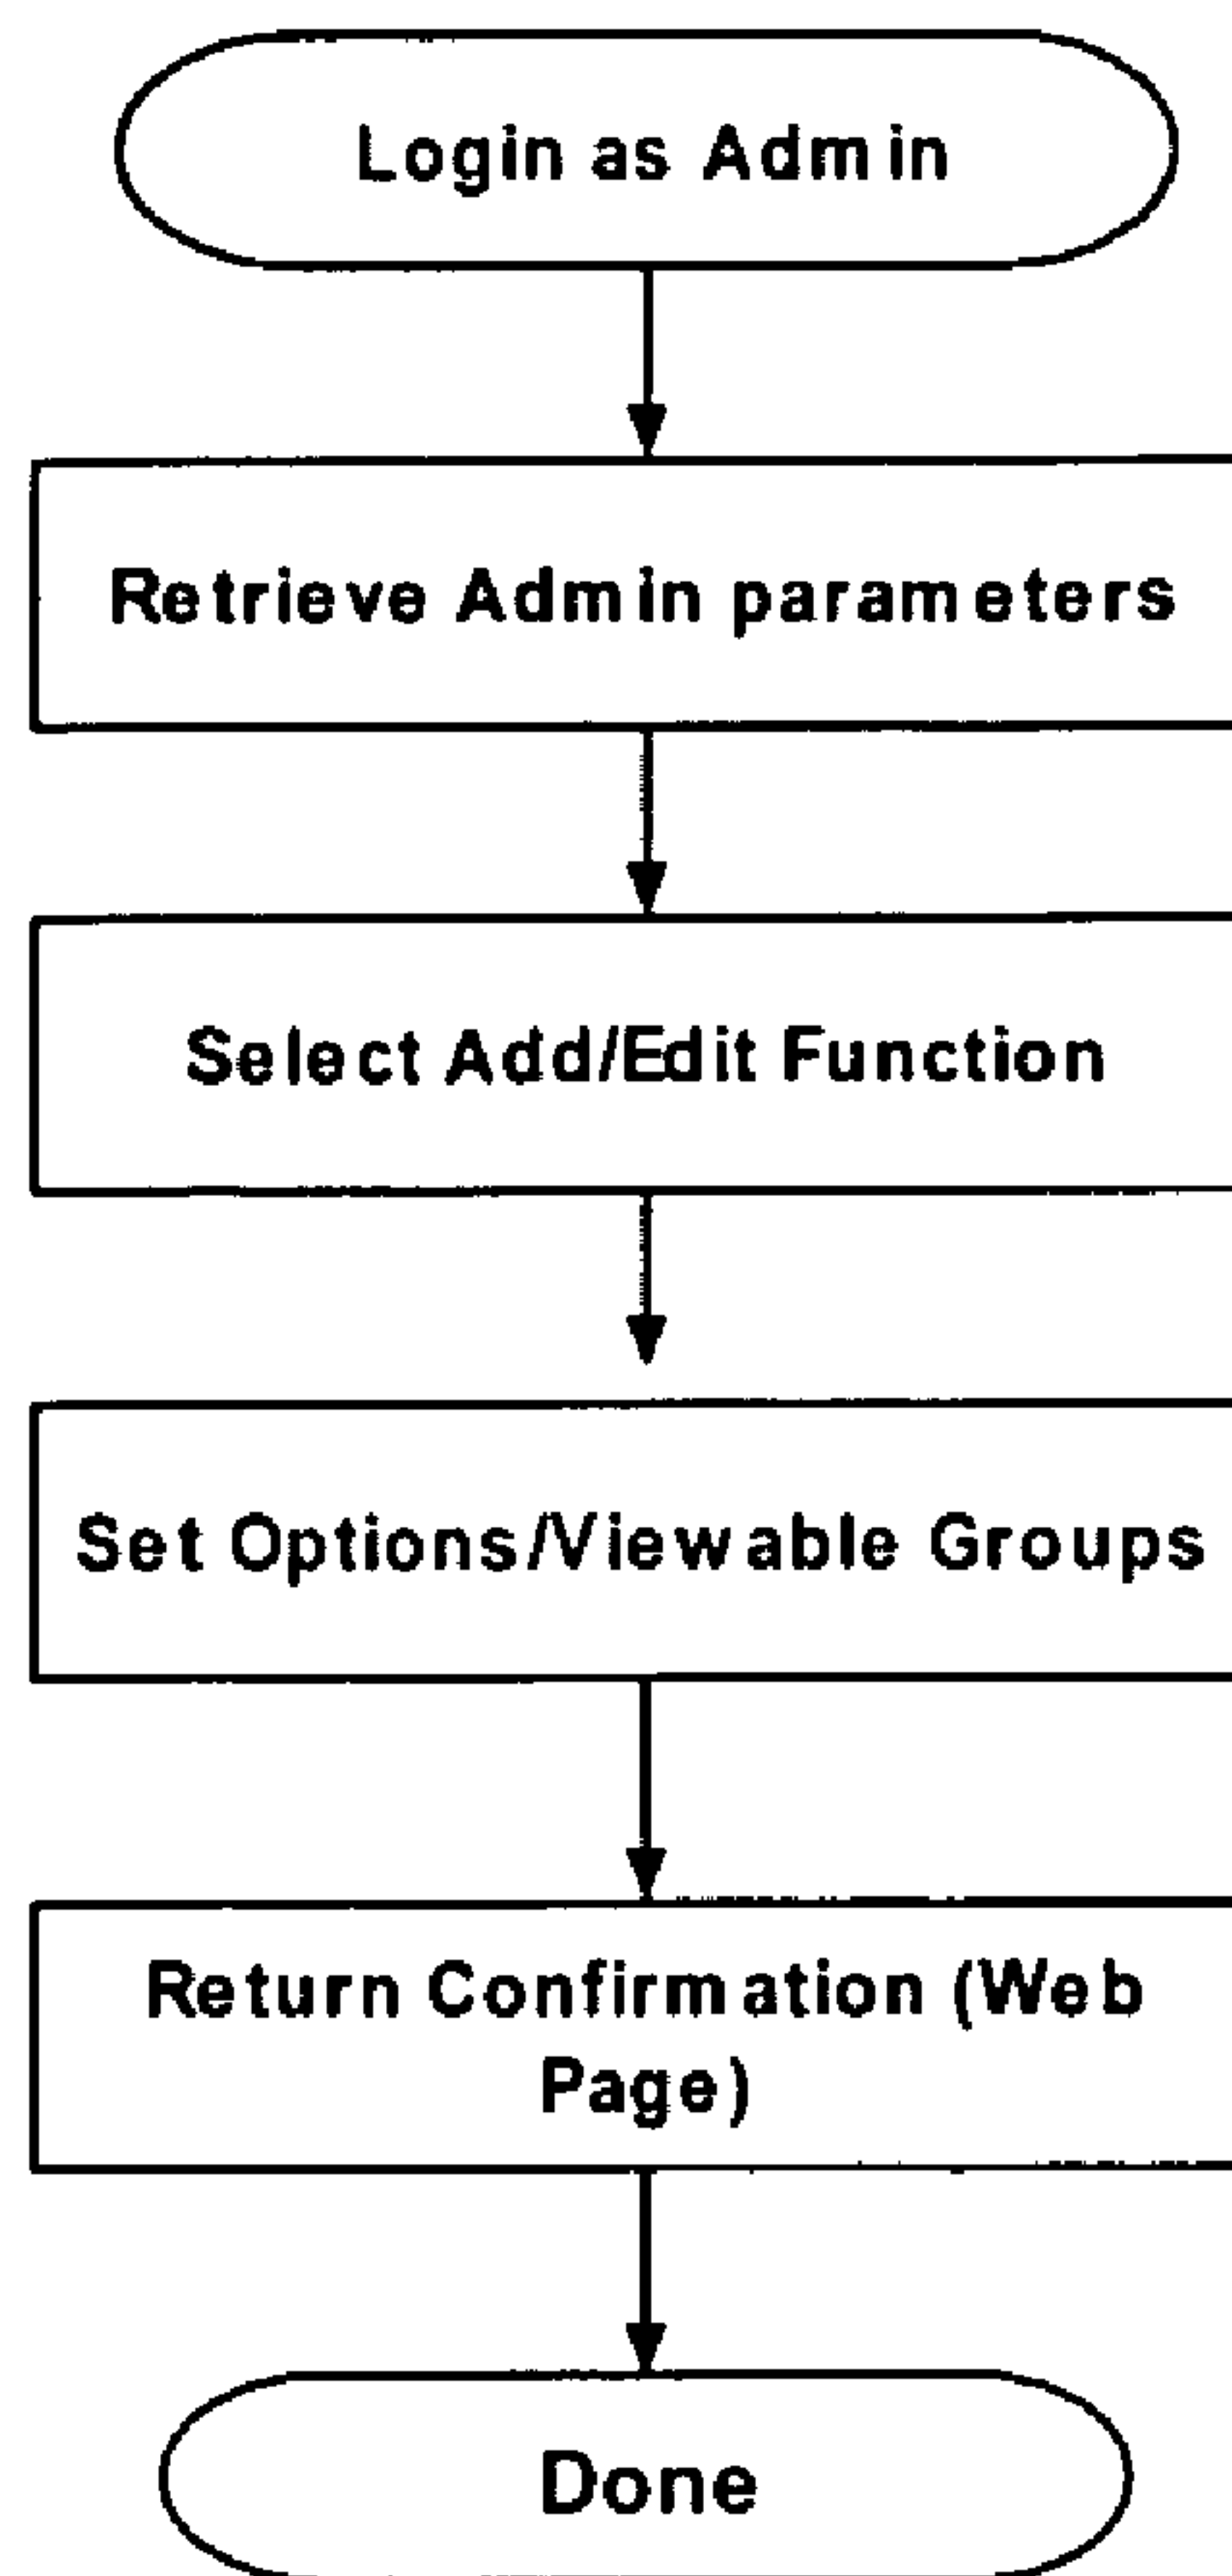 Login as Admin
Retrieve Admin parameters
Select Add/Edit Function
Set Options/Viewable Groups
Return Confirmation (Web
Page)
Done